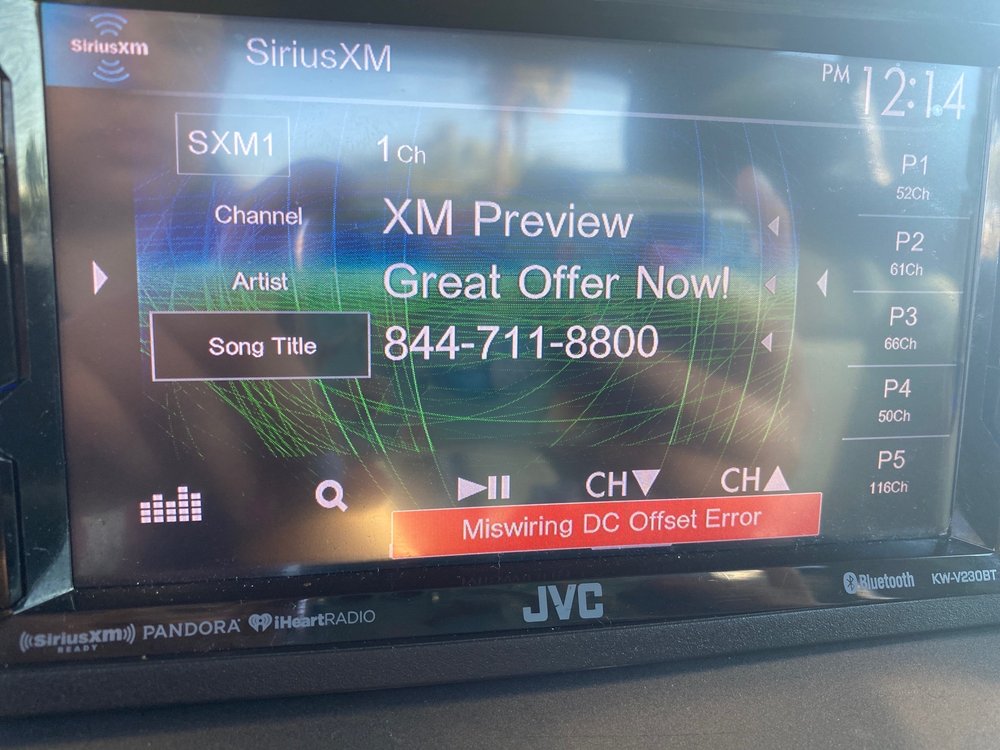 SiriusXM
SiriusXM
PM 12:14
SXM1
1 Ch
Channel
XM Preview
Artist
Great Offer Now!
Song Title
844-711-8800
P1
52Ch
P2
61Ch
P3
66Ch
P4
50Ch
P5
116Ch
CH
CH
Miswiring DC Offset Error
JVC
Bluetooth
KW-V230BT
((SiriusXM))
READY
PANDORA
iHeartRADIO